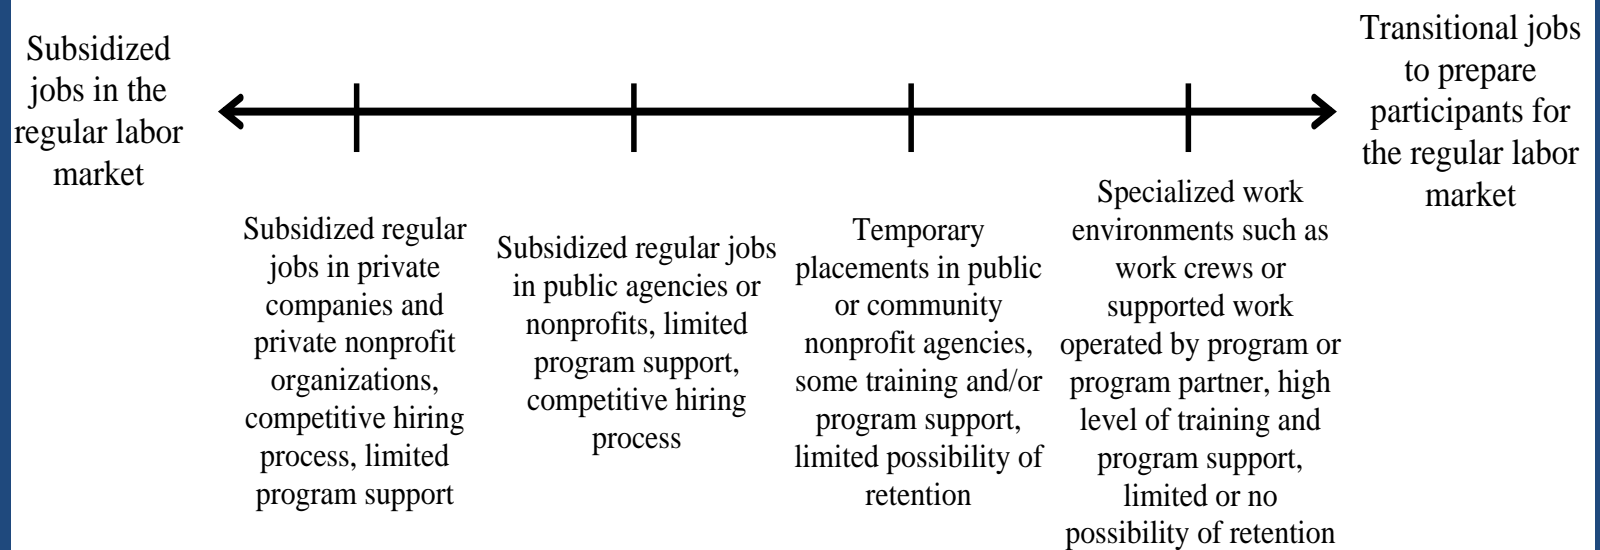 Subsidized
jobs in the
regular labor
market
Transitional jobs
to prepare
participants for
the regular labor
market
Subsidized regular
jobs in private
companies and
private nonprofit
organizations,
competitive hiring
process, limited
program support
Subsidized regular jobs
in public agencies or
nonprofits, limited
program support,
competitive hiring
process
Temporary
placements in public
or community
nonprofit agencies,
some training and/or
program support,
limited possibility of
retention
Specialized work
environments such as
work crews or
supported work
operated by program or
program partner, high
level of training and
program support,
limited or no
possibility of retention